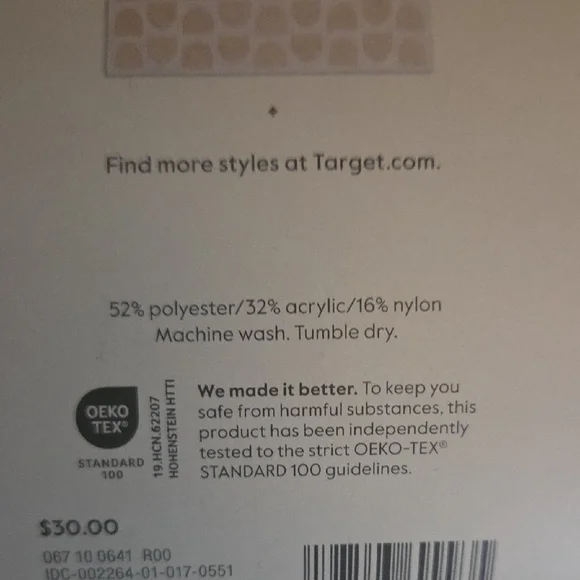 Find more styles at Target.com.
52% polyester/32% acrylic/16% nylon
Machine wash. Tumble dry.
OEKO
TEX®
STANDARD
100
19.HCN.62207
HOHENSTEIN HTTI
We made it better. To keep you
safe from harmful substances, this
product has been independently
tested to the strict OEKO-TEX®
STANDARD 100 guidelines.
$30.00
067 10 0641 R00
IDC-002264-01-017-0551